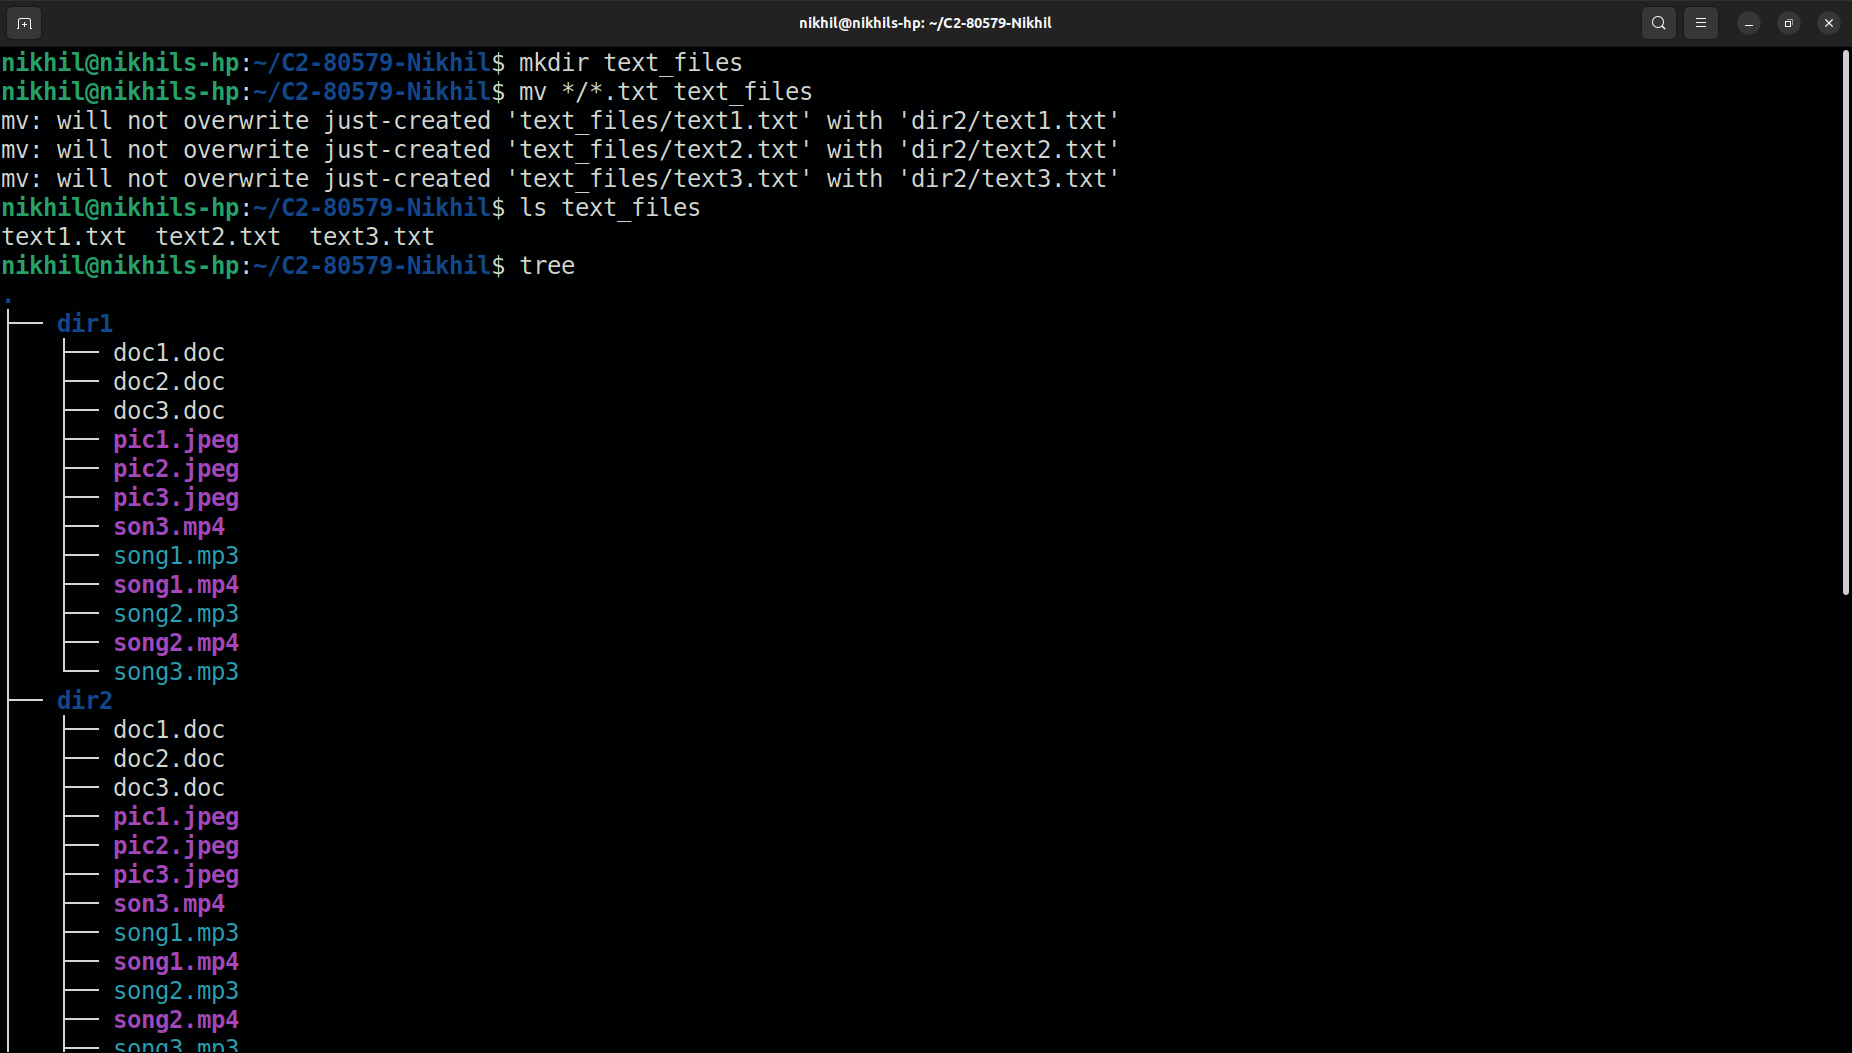 nikhil@nikhils-hp: ~/C2-80579-Nikhil
nikhil@nikhils-hp:~/C2-80579-Nikhil$ mkdir text_files
nikhil@nikhils-hp:~/C2-80579-Nikhil$ mv */*.txt text_files
mv: will not overwrite just-created 'text_files/text1.txt' with 'dir2/text1.txt'
mv: will not overwrite just-created 'text_files/text2.txt' with 'dir2/text2.txt'
mv: will not overwrite just-created 'text_files/text3.txt' with 'dir2/text3.txt'
nikhil@nikhils-hp:~/C2-80579-Nikhil$ ls text_files
text1.txt  text2.txt  text3.txt
nikhil@nikhils-hp:~/C2-80579-Nikhil$ tree
.
├── dir1
│   ├── doc1.doc
│   ├── doc2.doc
│   ├── doc3.doc
│   ├── pic1.jpeg
│   ├── pic2.jpeg
│   ├── pic3.jpeg
│   ├── son3.mp4
│   ├── song1.mp3
│   ├── song1.mp4
│   ├── song2.mp3
│   ├── song2.mp4
│   └── song3.mp3
├── dir2
│   ├── doc1.doc
│   ├── doc2.doc
│   ├── doc3.doc
│   ├── pic1.jpeg
│   ├── pic2.jpeg
│   ├── pic3.jpeg
│   ├── son3.mp4
│   ├── song1.mp3
│   ├── song1.mp4
│   ├── song2.mp3
│   ├── song2.mp4
│   ├── song3.mp3